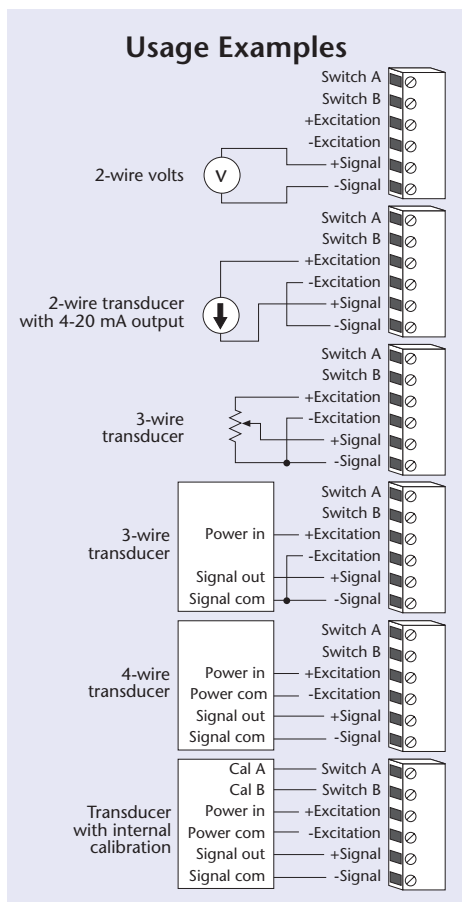 Usage Examples
Switch A
Switch B
+Excitation
-Excitation
+Signal
-Signal
2-wire volts
V
Switch A
Switch B
+Excitation
-Excitation
+Signal
-Signal
2-wire transducer
with 4-20 mA output
Switch A
Switch B
+Excitation
-Excitation
+Signal
-Signal
3-wire
transducer
Switch A
Switch B
Power in +Excitation
-Excitation
Signal out +Signal
Signal com -Signal
3-wire
transducer
Switch A
Switch B
Power in +Excitation
Power com -Excitation
Signal out +Signal
Signal com -Signal
4-wire
transducer
Cal A Switch A
Cal B Switch B
Power in +Excitation
Power com -Excitation
Signal out +Signal
Signal com -Signal
Transducer
with internal
calibration